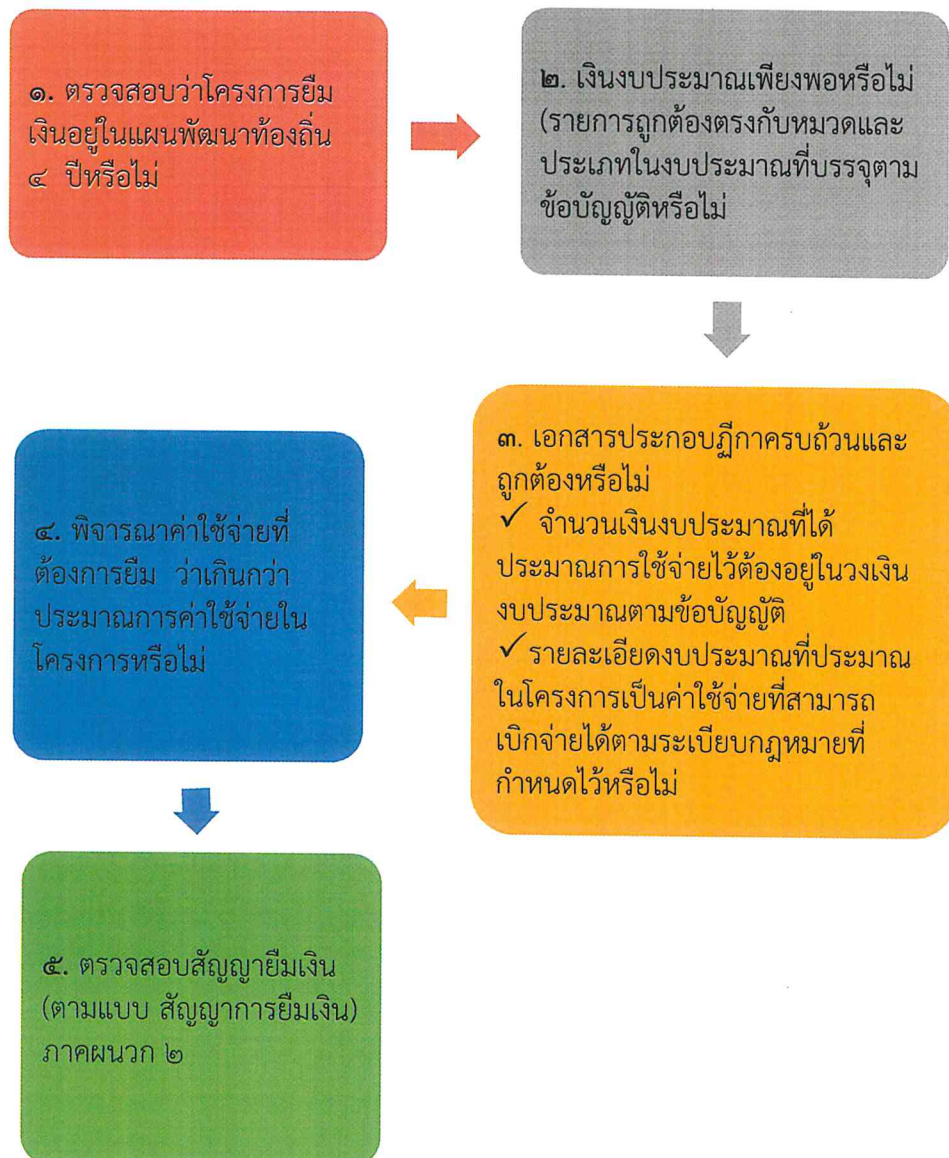 ๑. ตรวจสอบว่าโครงการยืม
เงินอยู่ในแผนพัฒนาท้องถิ่น
๔ ปีหรือไม่
๒. เงินงบประมาณเพียงพอหรือไม่
(รายการถูกต้องตรงกับหมวดและ
ประเภทในงบประมาณที่บรรจุตาม
ข้อบัญญัติหรือไม่
๓. เอกสารประกอบฎีกาครบถ้วนและ
ถูกต้องหรือไม่
✓ จำนวนเงินงบประมาณที่ได้
ประมาณการใช้จ่ายไว้ต้องอยู่ในวงเงิน
งบประมาณตามข้อบัญญัติ
✓ รายละเอียดงบประมาณที่ประมาณ
ในโครงการเป็นค่าใช้จ่ายที่สามารถ
เบิกจ่ายได้ตามระเบียบกฎหมายที่
กำหนดไว้หรือไม่
๔. พิจารณาค่าใช้จ่ายที่
ต้องการยืม ว่าเกินกว่า
ประมาณการค่าใช้จ่ายใน
โครงการหรือไม่
๕. ตรวจสอบสัญญายืมเงิน
(ตามแบบ สัญญาการยืมเงิน)
ภาคผนวก ๒